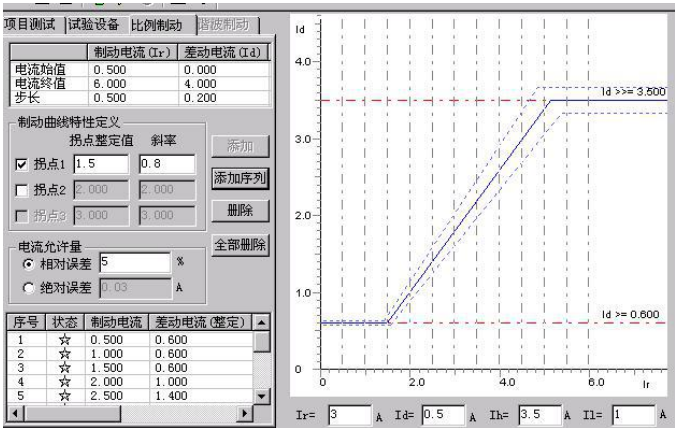 项目测试 试验设备 比例制动 谐波制动
制动电流(Ir) 差动电流(Id)
电流始值 0.500 0.000
电流终值 6.000 4.000
步长 0.500 0.200
制动曲线特性定义
拐点整定值 斜率
拐点1 1.5 0.8
拐点2 2.000 2.000
拐点3 3.000 3.000
添加
添加序列
删除
全部删除
电流允许量
相对误差 5 %
绝对误差 0.03 A
序号 状态 制动电流 差动电流(整定)
1 ☆ 0.500 0.600
2 ☆ 1.000 0.600
3 ☆ 1.500 0.600
4 ☆ 2.000 1.000
5 ☆ 2.500 1.400
Id
4.0
Id >>= 3.500
3.0
2.0
1.0
Id >= 0.600
0
0 2.0 4.0 6.0 Ir
Ir= 3 A Id= 0.5 A Ih= 3.5 A Il= 1 A